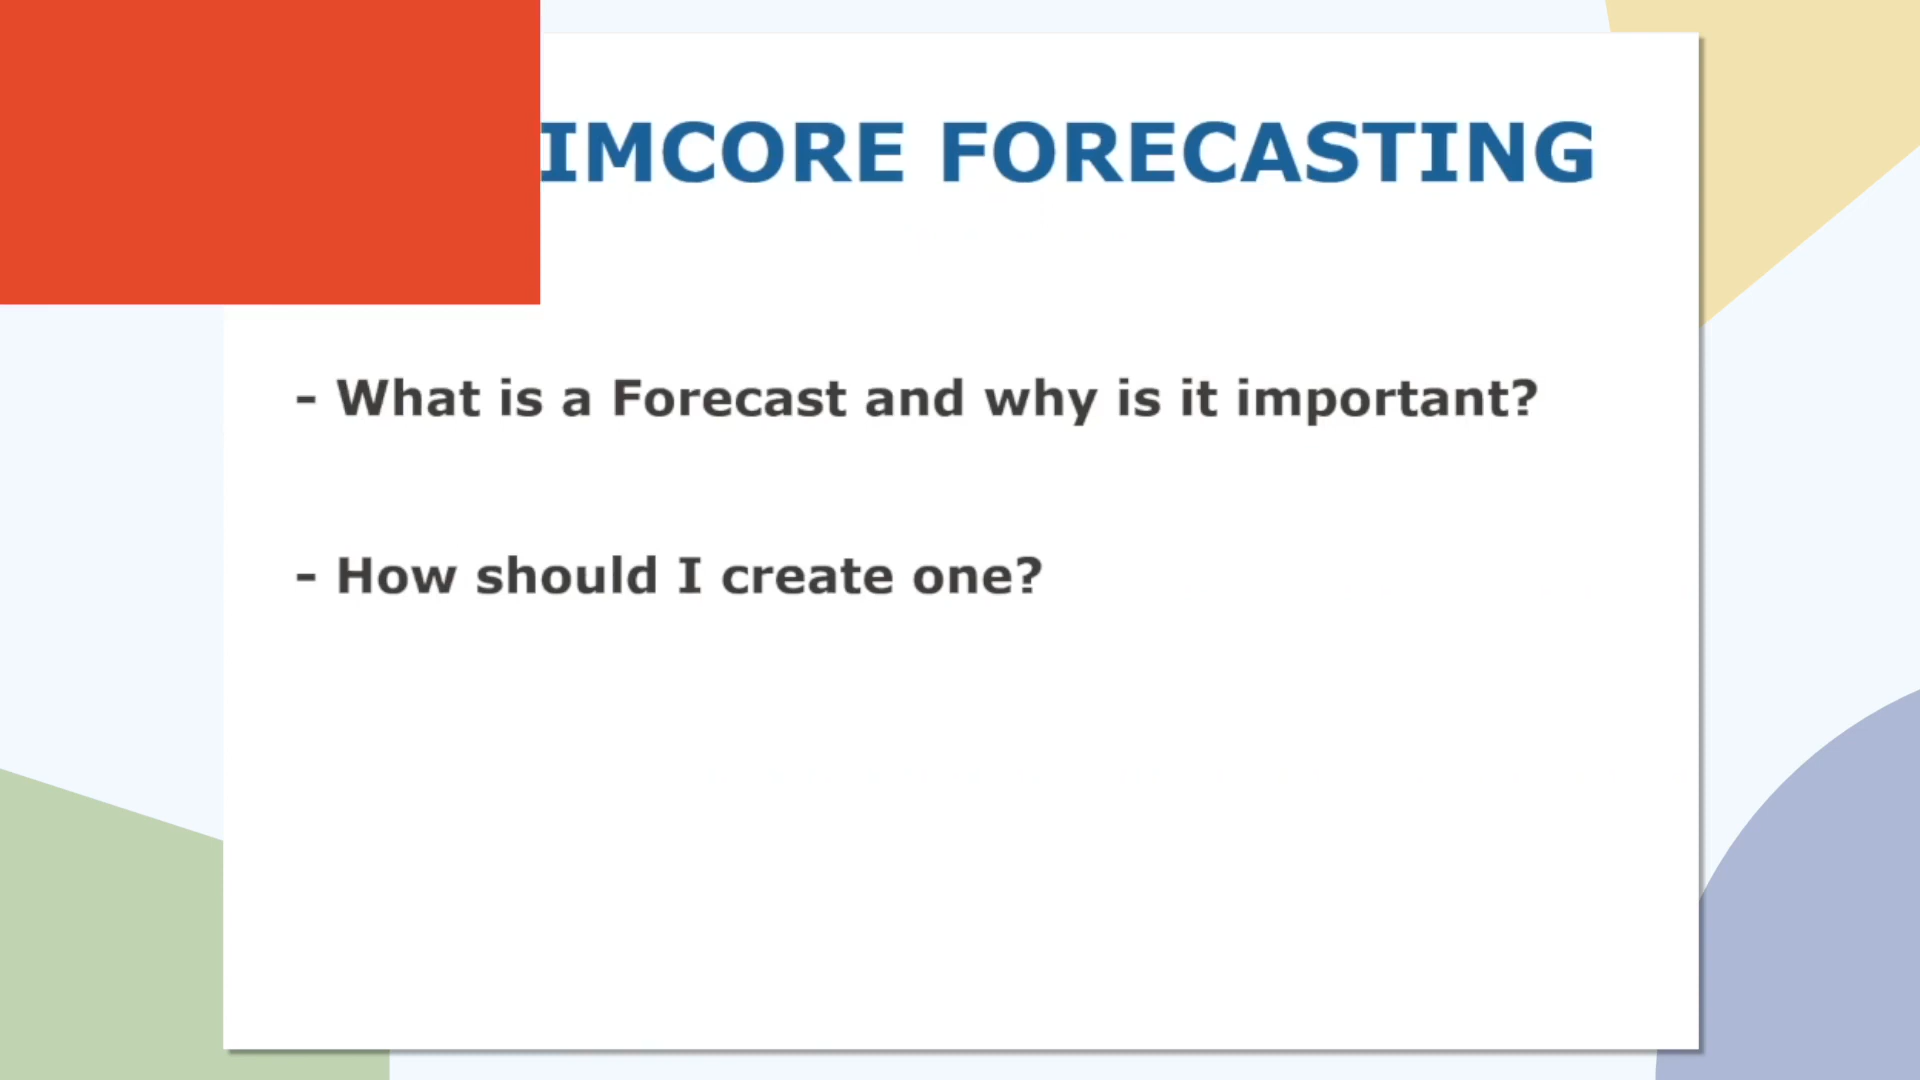 IMCORE FORECASTING
- What is a Forecast and why is it important?
- How should I create one?